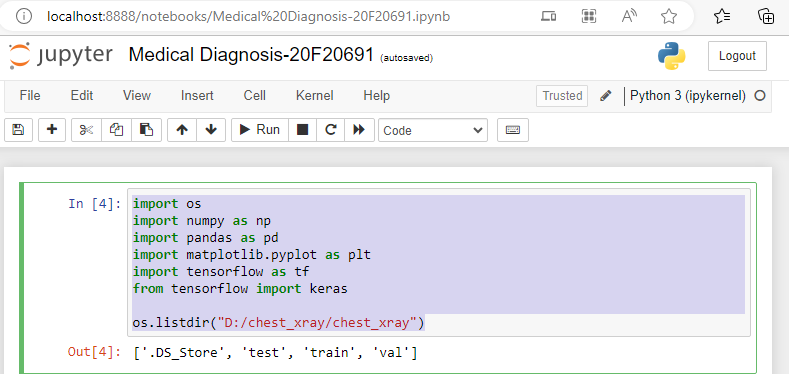 localhost:8888/notebooks/Medical%20Diagnosis-20F20691.ipynb
jupyter Medical Diagnosis-20F20691 (autosaved) Logout
File Edit View Insert Cell Kernel Help Trusted Python 3 (ipykernel)
Run Code
In [4]: import os
import numpy as np
import pandas as pd
import matplotlib.pyplot as plt
import tensorflow as tf
from tensorflow import keras
os.listdir("D:/chest_xray/chest_xray")
Out[4]: ['.DS_Store', 'test', 'train', 'val']